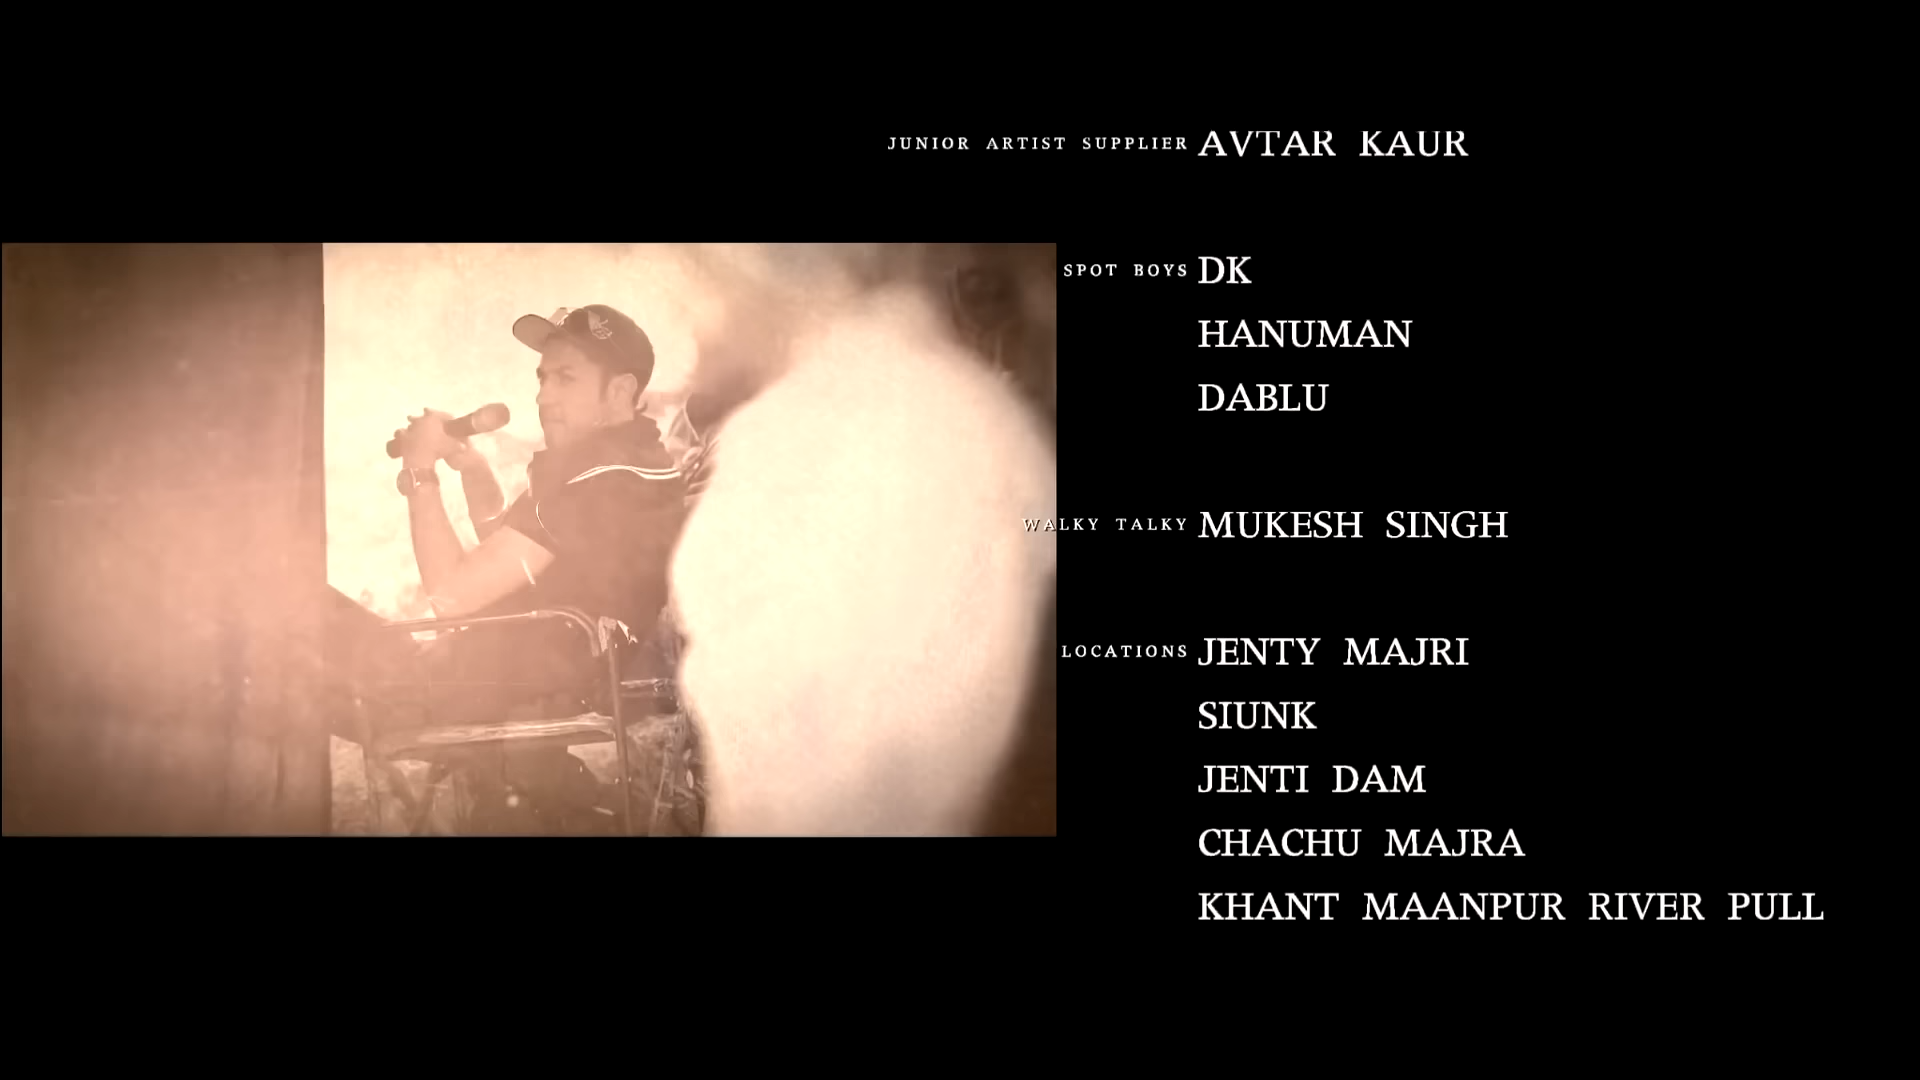 JUNIOR ARTIST SUPPLIER AVTAR KAUR
SPOT BOYS DK
HANUMAN
DABLU
WALKY TALKY MUKESH SINGH
LOCATIONS JENTY MAJRI
SIUNK
JENTI DAM
CHACHU MAJRA
KHANT MAANPUR RIVER PULL